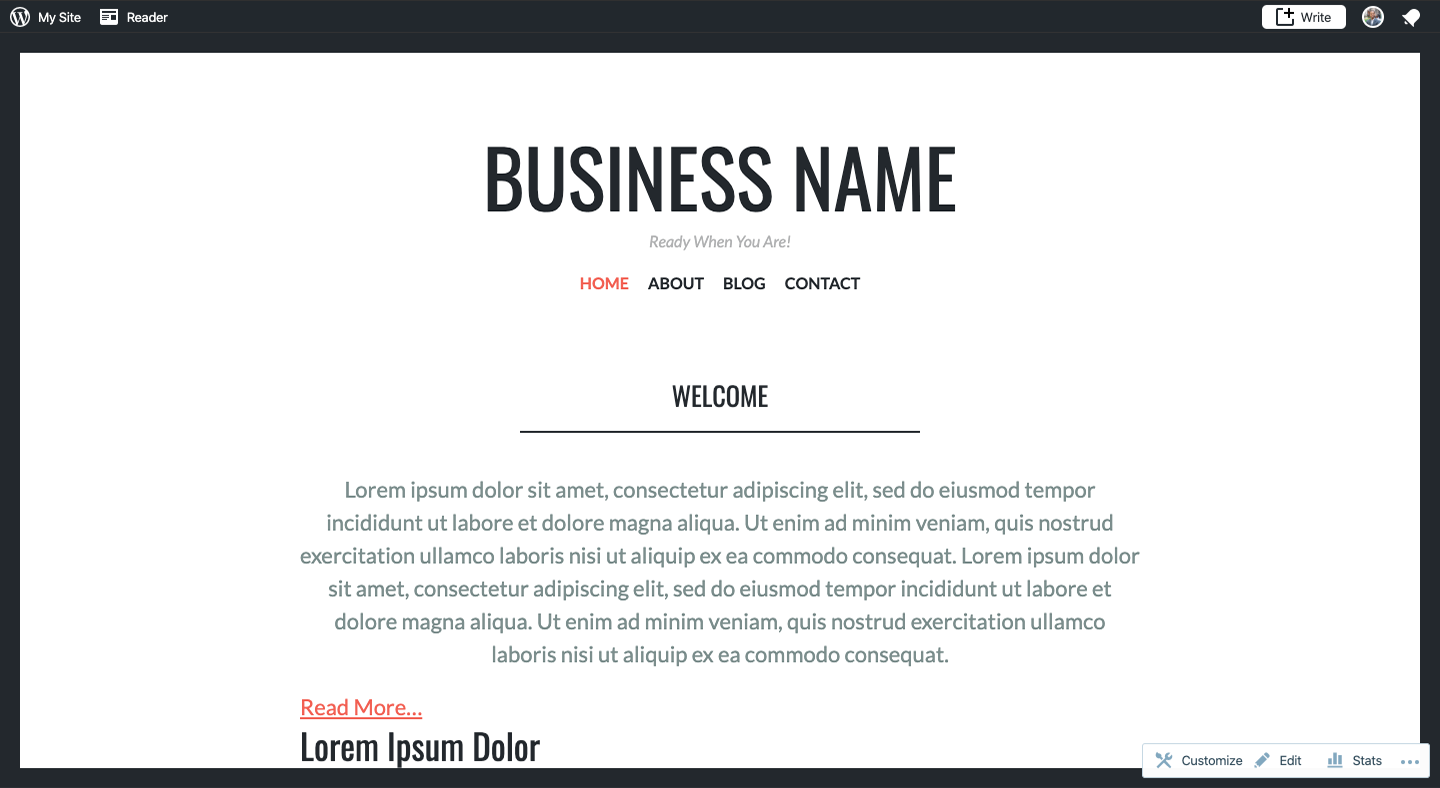 My Site Reader Write
BUSINESS NAME
Ready When You Are!
HOME ABOUT BLOG CONTACT
WELCOME
Lorem ipsum dolor sit amet, consectetur adipiscing elit, sed do eiusmod tempor
incididunt ut labore et dolore magna aliqua. Ut enim ad minim veniam, quis nostrud
exercitation ullamco laboris nisi ut aliquip ex ea commodo consequat. Lorem ipsum dolor
sit amet, consectetur adipiscing elit, sed do eiusmod tempor incididunt ut labore et
dolore magna aliqua. Ut enim ad minim veniam, quis nostrud exercitation ullamco
laboris nisi ut aliquip ex ea commodo consequat.
Read More...
Lorem Ipsum Dolor
Customize Edit Stats